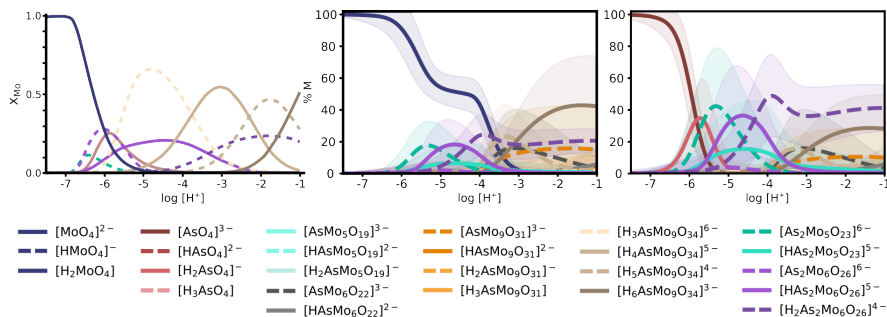 1.0
0.5
0.0
X_Mo
-7 -6 -5 -4 -3 -2 -1
log [H⁺]
100
80
60
40
20
0
% M
-7 -6 -5 -4 -3 -2 -1
log [H⁺]
100
80
60
40
20
0
-7 -6 -5 -4 -3 -2 -1
log [H⁺]
[MoO₄]²⁻
[HMoO₄]⁻
[H₂MoO₄]
[AsO₄]³⁻
[HAsO₄]²⁻
[H₂AsO₄]⁻
[H₃AsO₄]
[AsMo₅O₁₉]³⁻
[HAsMo₅O₁₉]²⁻
[H₂AsMo₅O₁₉]⁻
[AsMo₆O₂₂]³⁻
[HAsMo₆O₂₂]²⁻
[AsMo₉O₃₁]³⁻
[HAsMo₉O₃₁]²⁻
[H₂AsMo₉O₃₁]⁻
[H₃AsMo₉O₃₁]
[H₃AsMo₉O₃₄]⁶⁻
[H₄AsMo₉O₃₄]⁵⁻
[H₅AsMo₉O₃₄]⁴⁻
[H₆AsMo₉O₃₄]³⁻
[As₂Mo₅O₂₃]⁶⁻
[HAs₂Mo₅O₂₃]⁵⁻
[As₂Mo₆O₂₆]⁶⁻
[HAs₂Mo₆O₂₆]⁵⁻
[H₂As₂Mo₆O₂₆]⁴⁻